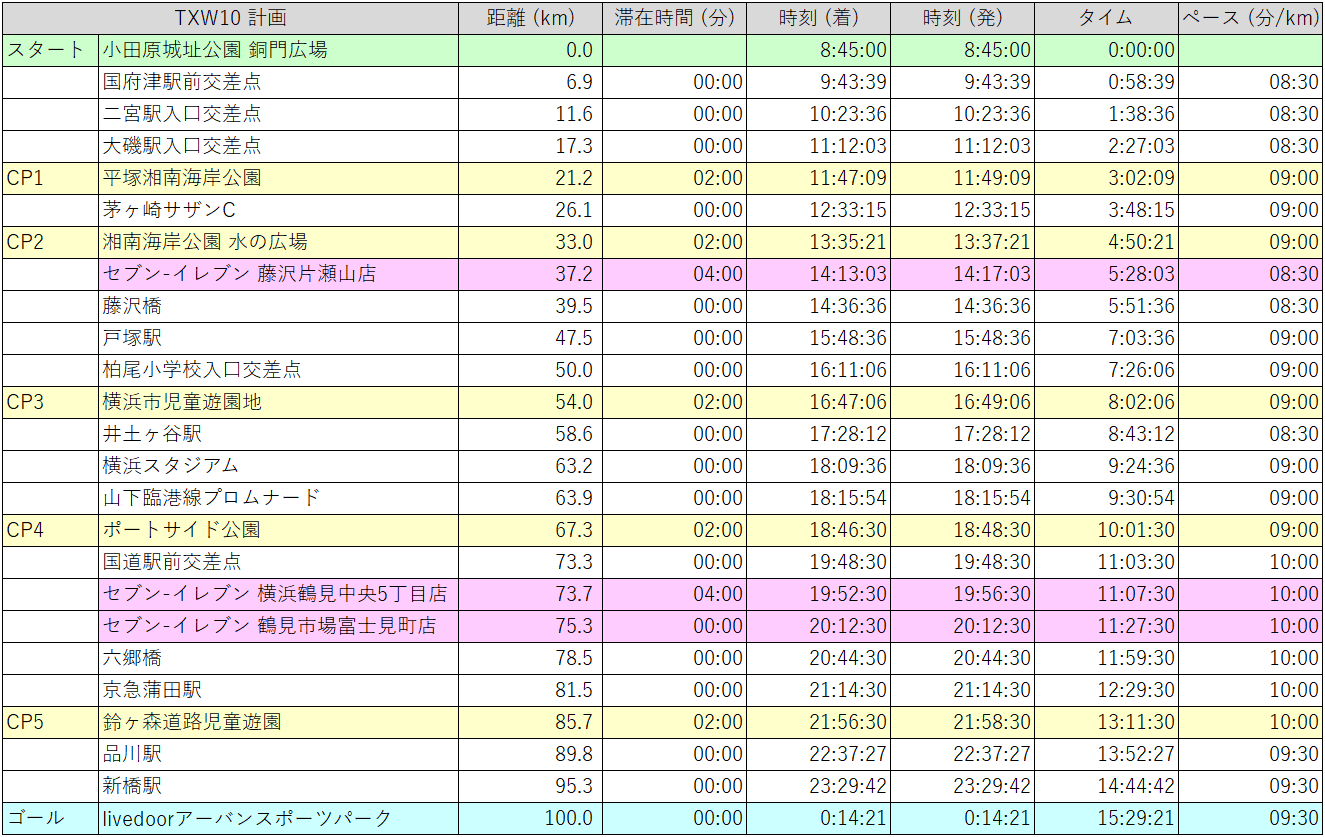 TXW10 計画 距離 (km) 滞在時間 (分) 時刻 (着) 時刻 (発) タイム ペース (分/km)
スタート 小田原城址公園 銅門広場 0.0 8:45:00 8:45:00 0:00:00
国府津駅前交差点 6.9 00:00 9:43:39 9:43:39 0:58:39 08:30
二宮駅入口交差点 11.6 00:00 10:23:36 10:23:36 1:38:36 08:30
大磯駅入口交差点 17.3 00:00 11:12:03 11:12:03 2:27:03 08:30
CP1 平塚湘南海岸公園 21.2 02:00 11:47:09 11:49:09 3:02:09 09:00
茅ヶ崎サザンC 26.1 00:00 12:33:15 12:33:15 3:48:15 09:00
CP2 湘南海岸公園 水の広場 33.0 02:00 13:35:21 13:37:21 4:50:21 09:00
セブン-イレブン 藤沢片瀬山店 37.2 04:00 14:13:03 14:17:03 5:28:03 08:30
藤沢橋 39.5 00:00 14:36:36 14:36:36 5:51:36 08:30
戸塚駅 47.5 00:00 15:48:36 15:48:36 7:03:36 09:00
柏尾小学校入口交差点 50.0 00:00 16:11:06 16:11:06 7:26:06 09:00
CP3 横浜市児童遊園地 54.0 02:00 16:47:06 16:49:06 8:02:06 09:00
井土ヶ谷駅 58.6 00:00 17:28:12 17:28:12 8:43:12 08:30
横浜スタジアム 63.2 00:00 18:09:36 18:09:36 9:24:36 09:00
山下臨港線プロムナード 63.9 00:00 18:15:54 18:15:54 9:30:54 09:00
CP4 ポートサイド公園 67.3 02:00 18:46:30 18:48:30 10:01:30 09:00
国道駅前交差点 73.3 00:00 19:48:30 19:48:30 11:03:30 10:00
セブン-イレブン 横浜鶴見中央5丁目店 73.7 04:00 19:52:30 19:56:30 11:07:30 10:00
セブン-イレブン 鶴見市場富士見町店 75.3 00:00 20:12:30 20:12:30 11:27:30 10:00
六郷橋 78.5 00:00 20:44:30 20:44:30 11:59:30 10:00
京急蒲田駅 81.5 00:00 21:14:30 21:14:30 12:29:30 10:00
CP5 鈴ヶ森道路児童遊園 85.7 02:00 21:56:30 21:58:30 13:11:30 10:00
品川駅 89.8 00:00 22:37:27 22:37:27 13:52:27 09:30
新橋駅 95.3 00:00 23:29:42 23:29:42 14:44:42 09:30
ゴール livedoorアーバンスポーツパーク 100.0 00:00 0:14:21 0:14:21 15:29:21 09:30